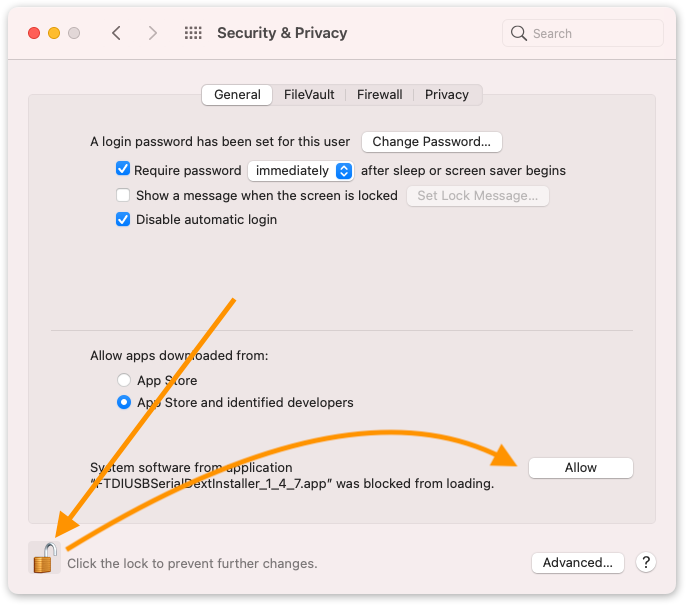 Security & Privacy
Search
General FileVault Firewall Privacy
A login password has been set for this user Change Password...
Require password immediately after sleep or screen saver begins
Show a message when the screen is locked Set Lock Message...
Disable automatic login
Allow apps downloaded from:
App Store
App Store and identified developers
System software from application
"FTDIUSBSerialDextInstaller_1_4_7.app" was blocked from loading.
Allow
Click the lock to prevent further changes.
Advanced...
?